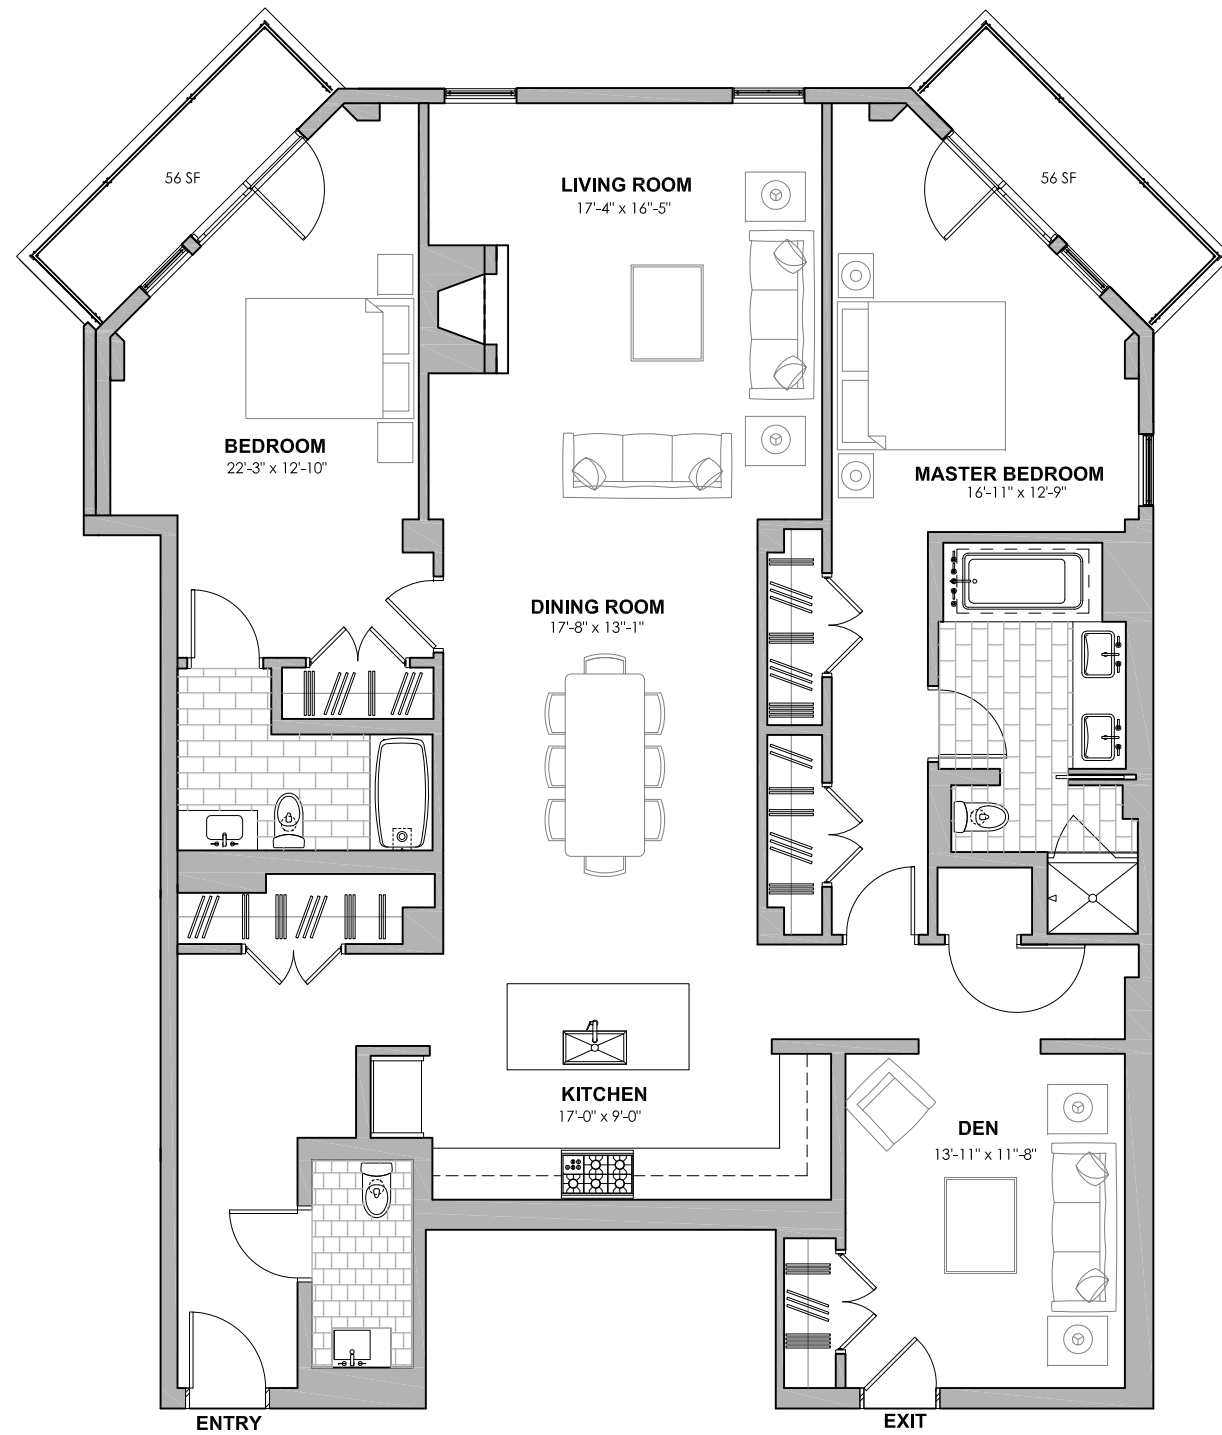 56 SF
56 SF
LIVING ROOM
17'-4" x 16'-5"
BEDROOM
22'-3" x 12'-10"
MASTER BEDROOM
16'-11" x 12'-9"
DINING ROOM
17'-8" x 13'-1"
KITCHEN
17'-0" x 9'-0"
DEN
13'-11" x 11'-8"
ENTRY
EXIT